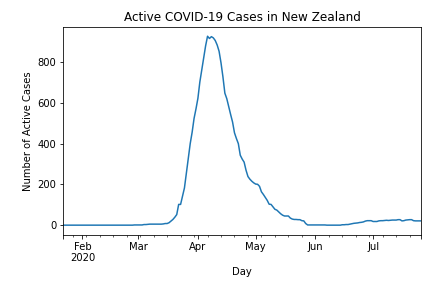 Active COVID-19 Cases in New Zealand
Number of Active Cases
800
600
400
200
0
Feb Mar Apr May Jun Jul
2020
Day